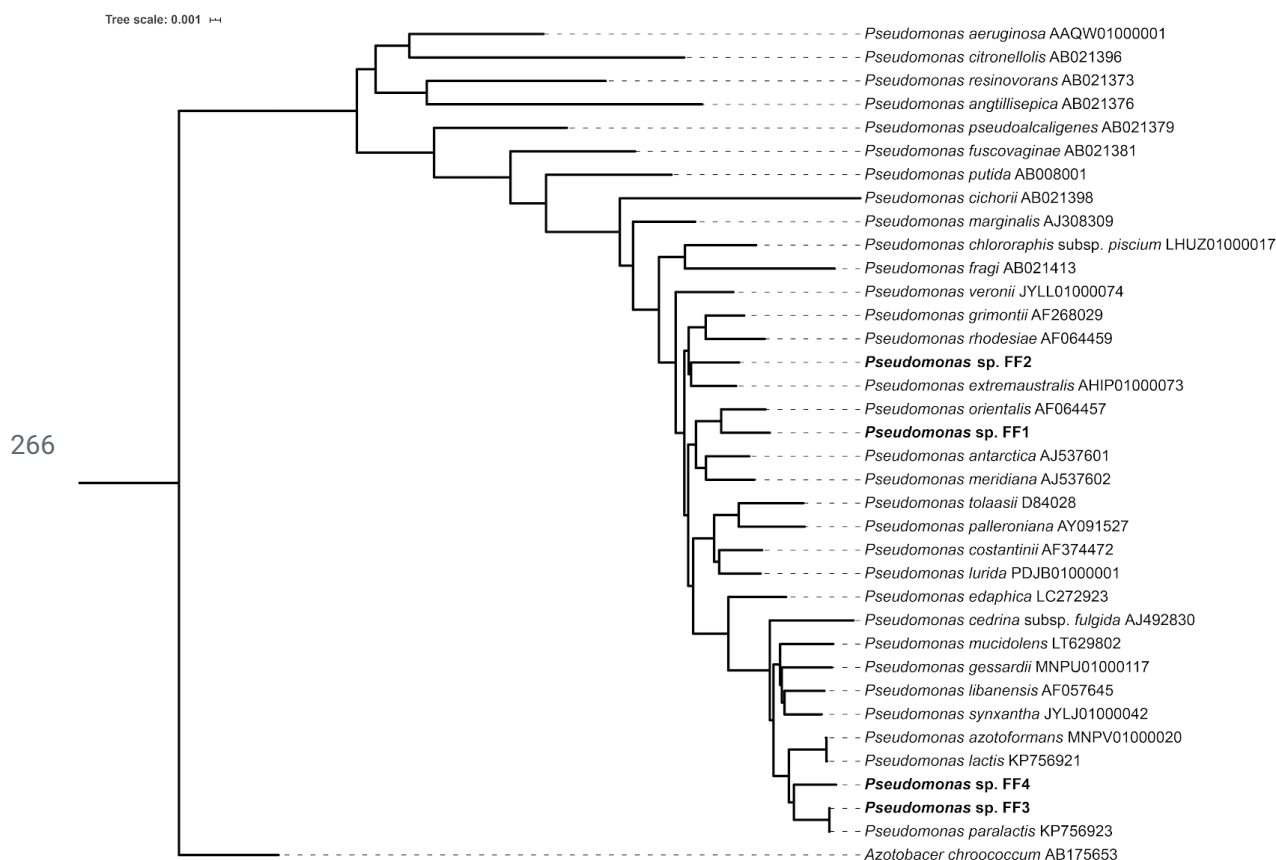 Tree scale: 0.001
Pseudomonas aeruginosa AAQW01000001
Pseudomonas citronellolis AB021396
Pseudomonas resinovorans AB021373
Pseudomonas angtillisepica AB021376
Pseudomonas pseudoalcaligenes AB021379
Pseudomonas fuscovaginae AB021381
Pseudomonas putida AB008001
Pseudomonas cichorii AB021398
Pseudomonas marginalis AJ308309
Pseudomonas chlororaphis subsp. piscium LHUZ01000017
Pseudomonas fragi AB021413
Pseudomonas veronii JYLL01000074
Pseudomonas grimontii AF268029
Pseudomonas rhodesiae AF064459
Pseudomonas sp. FF2
Pseudomonas extremaustralis AHIP01000073
Pseudomonas orientalis AF064457
Pseudomonas sp. FF1
266
Pseudomonas antarctica AJ537601
Pseudomonas meridiana AJ537602
Pseudomonas tolaasii D84028
Pseudomonas palleroniana AY091527
Pseudomonas costantinii AF374472
Pseudomonas lurida PDJB01000001
Pseudomonas edaphica LC272923
Pseudomonas cedrina subsp. fulgida AJ492830
Pseudomonas mucidolens LT629802
Pseudomonas gessardii MNPU01000117
Pseudomonas libanensis AF057645
Pseudomonas synxantha JYLJ01000042
Pseudomonas azotoformans MNPV01000020
Pseudomonas lactis KP756921
Pseudomonas sp. FF4
Pseudomonas sp. FF3
Pseudomonas paralactis KP756923
Azotobacer chroococcum AB175653